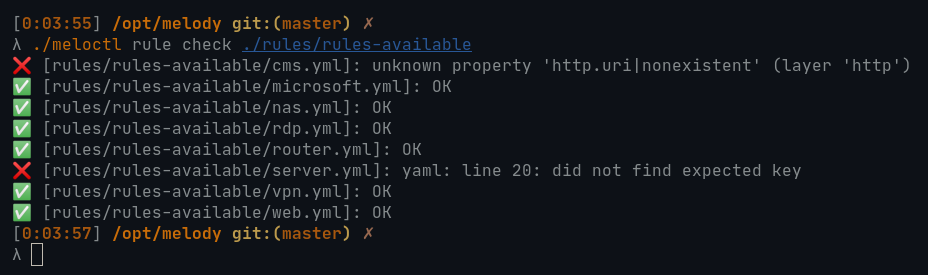 [0:03:55] /opt/melody git:(master) ✗
λ ./meloctl rule check ./rules/rules-available
❌ [rules/rules-available/cms.yml]: unknown property 'http.uri|nonexistent' (layer 'http')
✅ [rules/rules-available/microsoft.yml]: OK
✅ [rules/rules-available/nas.yml]: OK
✅ [rules/rules-available/rdp.yml]: OK
✅ [rules/rules-available/router.yml]: OK
❌ [rules/rules-available/server.yml]: yaml: line 20: did not find expected key
✅ [rules/rules-available/vpn.yml]: OK
✅ [rules/rules-available/web.yml]: OK
[0:03:57] /opt/melody git:(master) ✗
λ